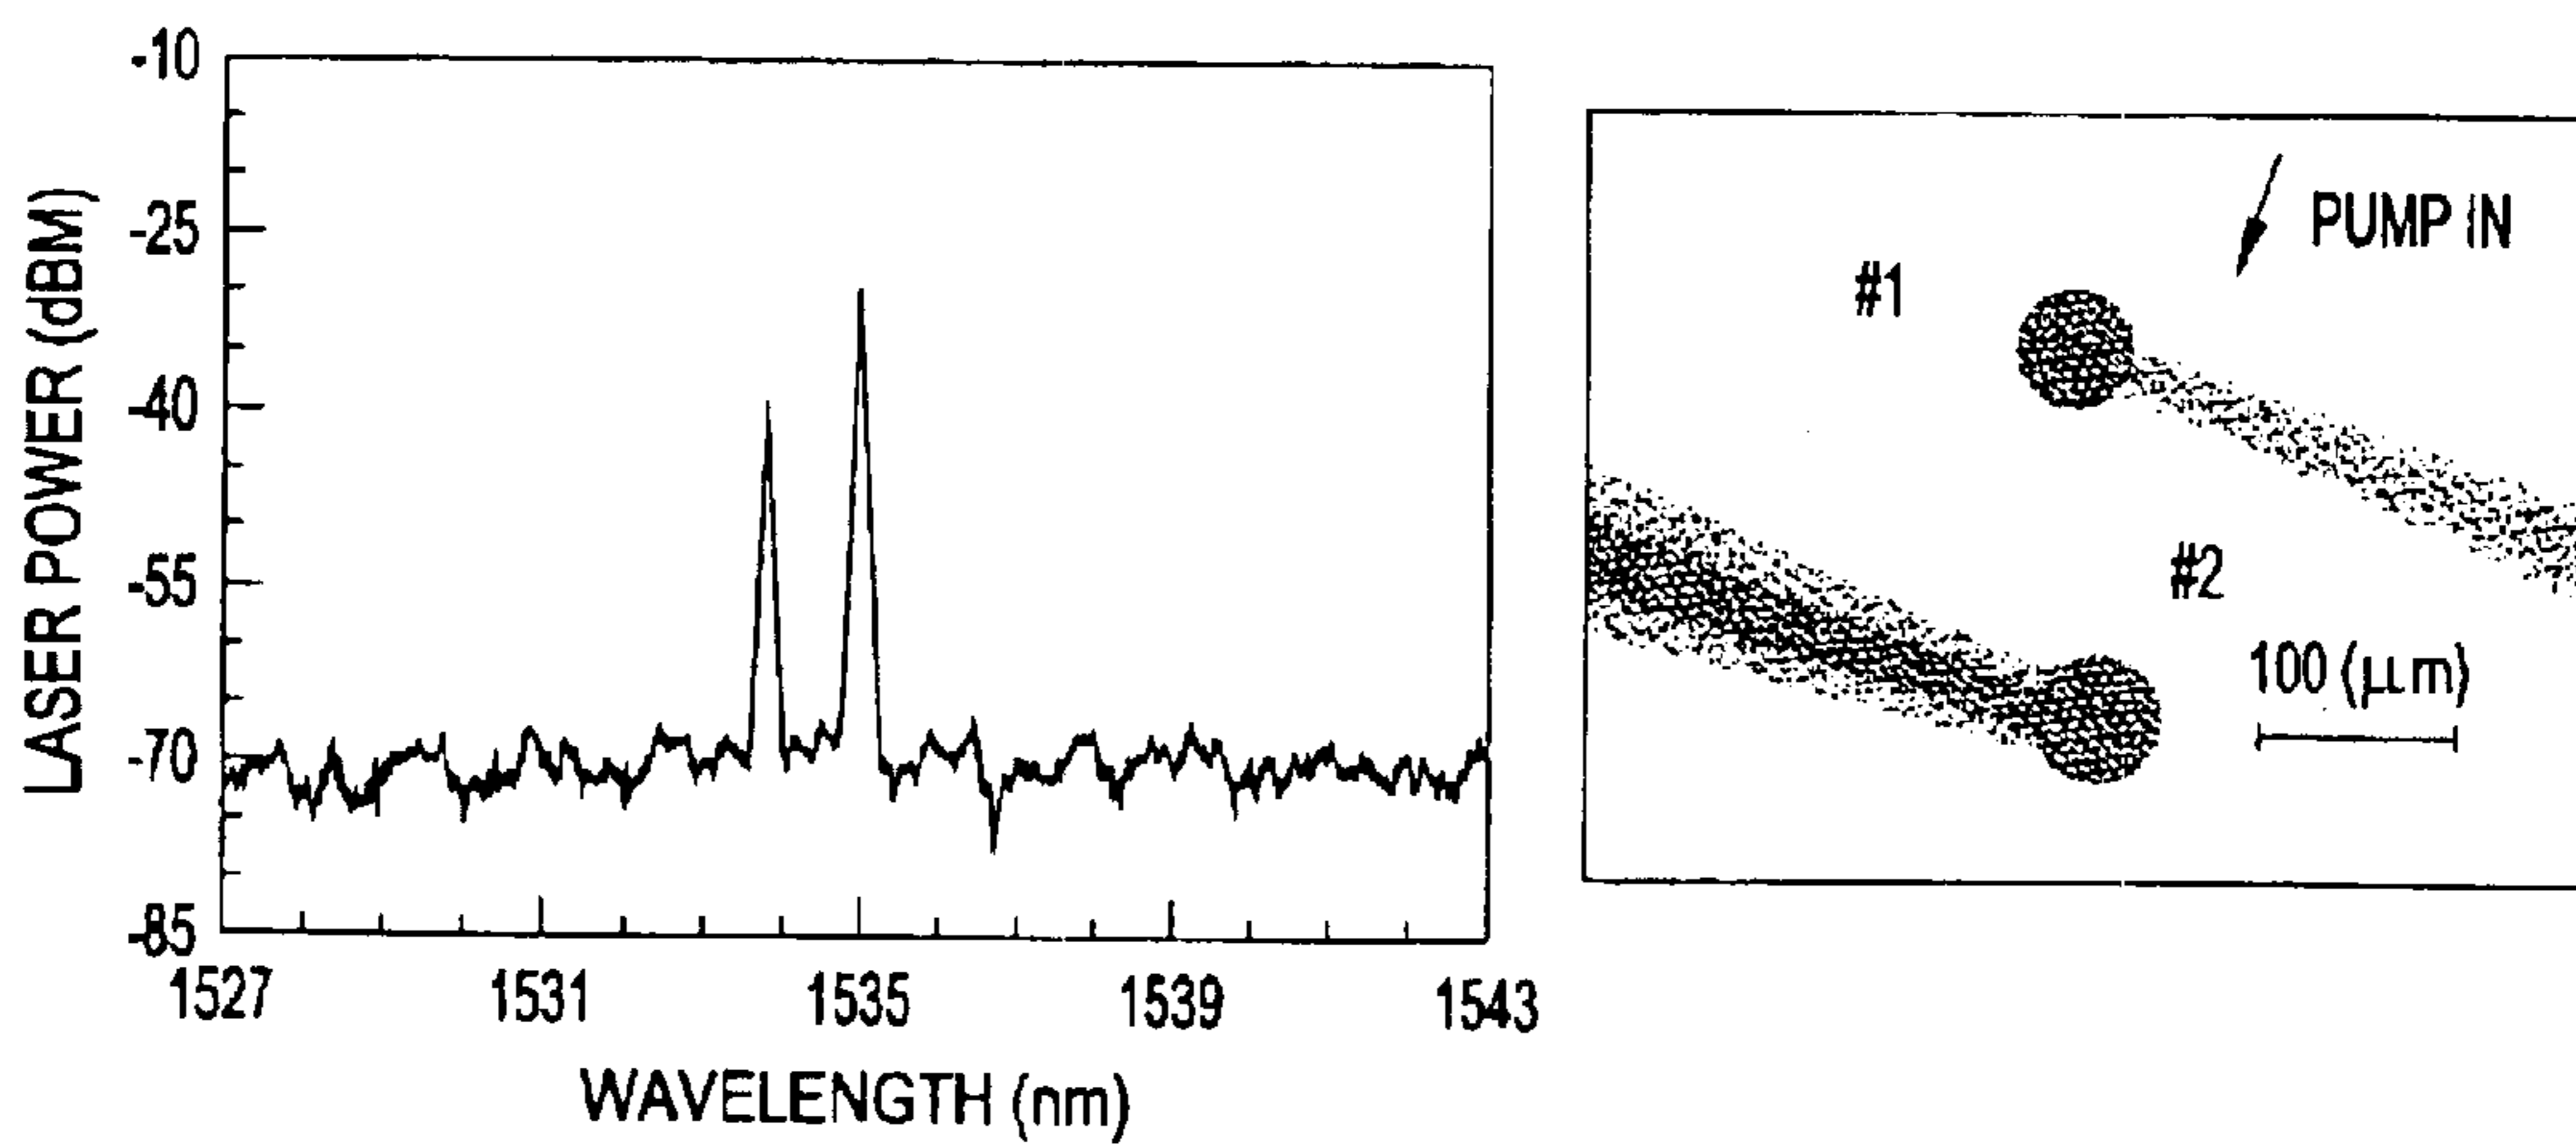 LASER POWER (dBM)
-10
-25
-40
-55
-70
-85
1527 1531 1535 1539 1543
WAVELENGTH (nm)
PUMP IN
#1
#2
100 (μm)